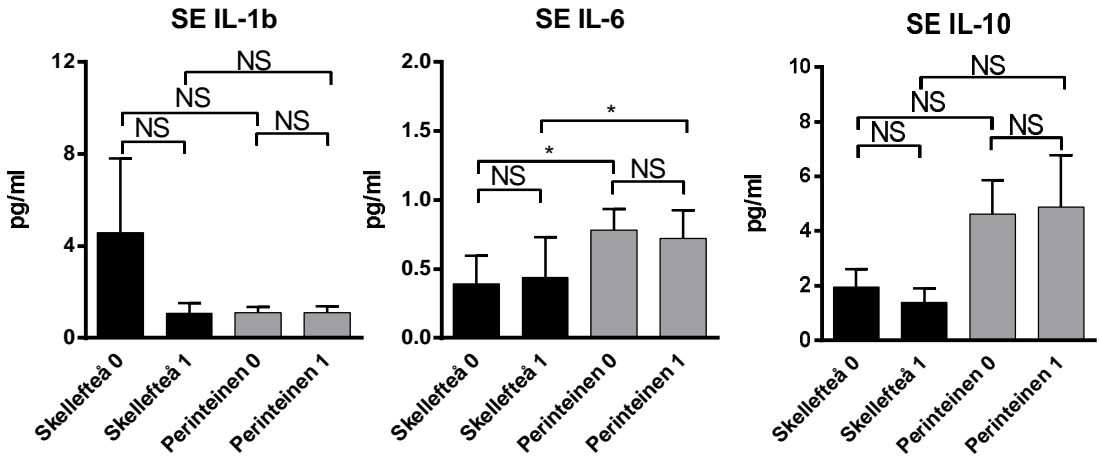 SE IL-1b
pg/ml
12
8
4
0
NS
NS
NS
NS
Skellefteå 0
Skellefteå 1
Perinteinen 0
Perinteinen 1
SE IL-6
pg/ml
2.0
1.5
1.0
0.5
0.0
*
*
NS
NS
Skellefteå 0
Skellefteå 1
Perinteinen 0
Perinteinen 1
SE IL-10
pg/ml
10
8
6
4
2
0
NS
NS
NS
NS
Skellefteå 0
Skellefteå 1
Perinteinen 0
Perinteinen 1